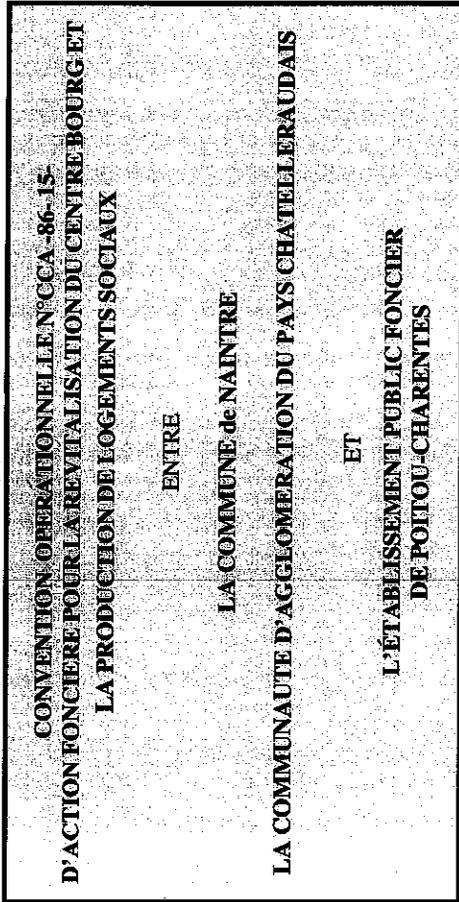 CONVENTION OPERATIONNELLE N°CCA -86- 15-
D'ACTION FONCIERE POUR LA REVITALISATION DU CENTRE BOURG ET
LA PRODUCTION DE LOGEMENTS SOCIAUX
ENTRE
LA COMMUNE de NAINTRE
LA COMMUNAUTE D'AGGLOMERATION DU PAYS CHATELLERAUDAIS
ET
L'ÉTABLISSEMENT PUBLIC FONCIER
DE POITOU-CHARENTES